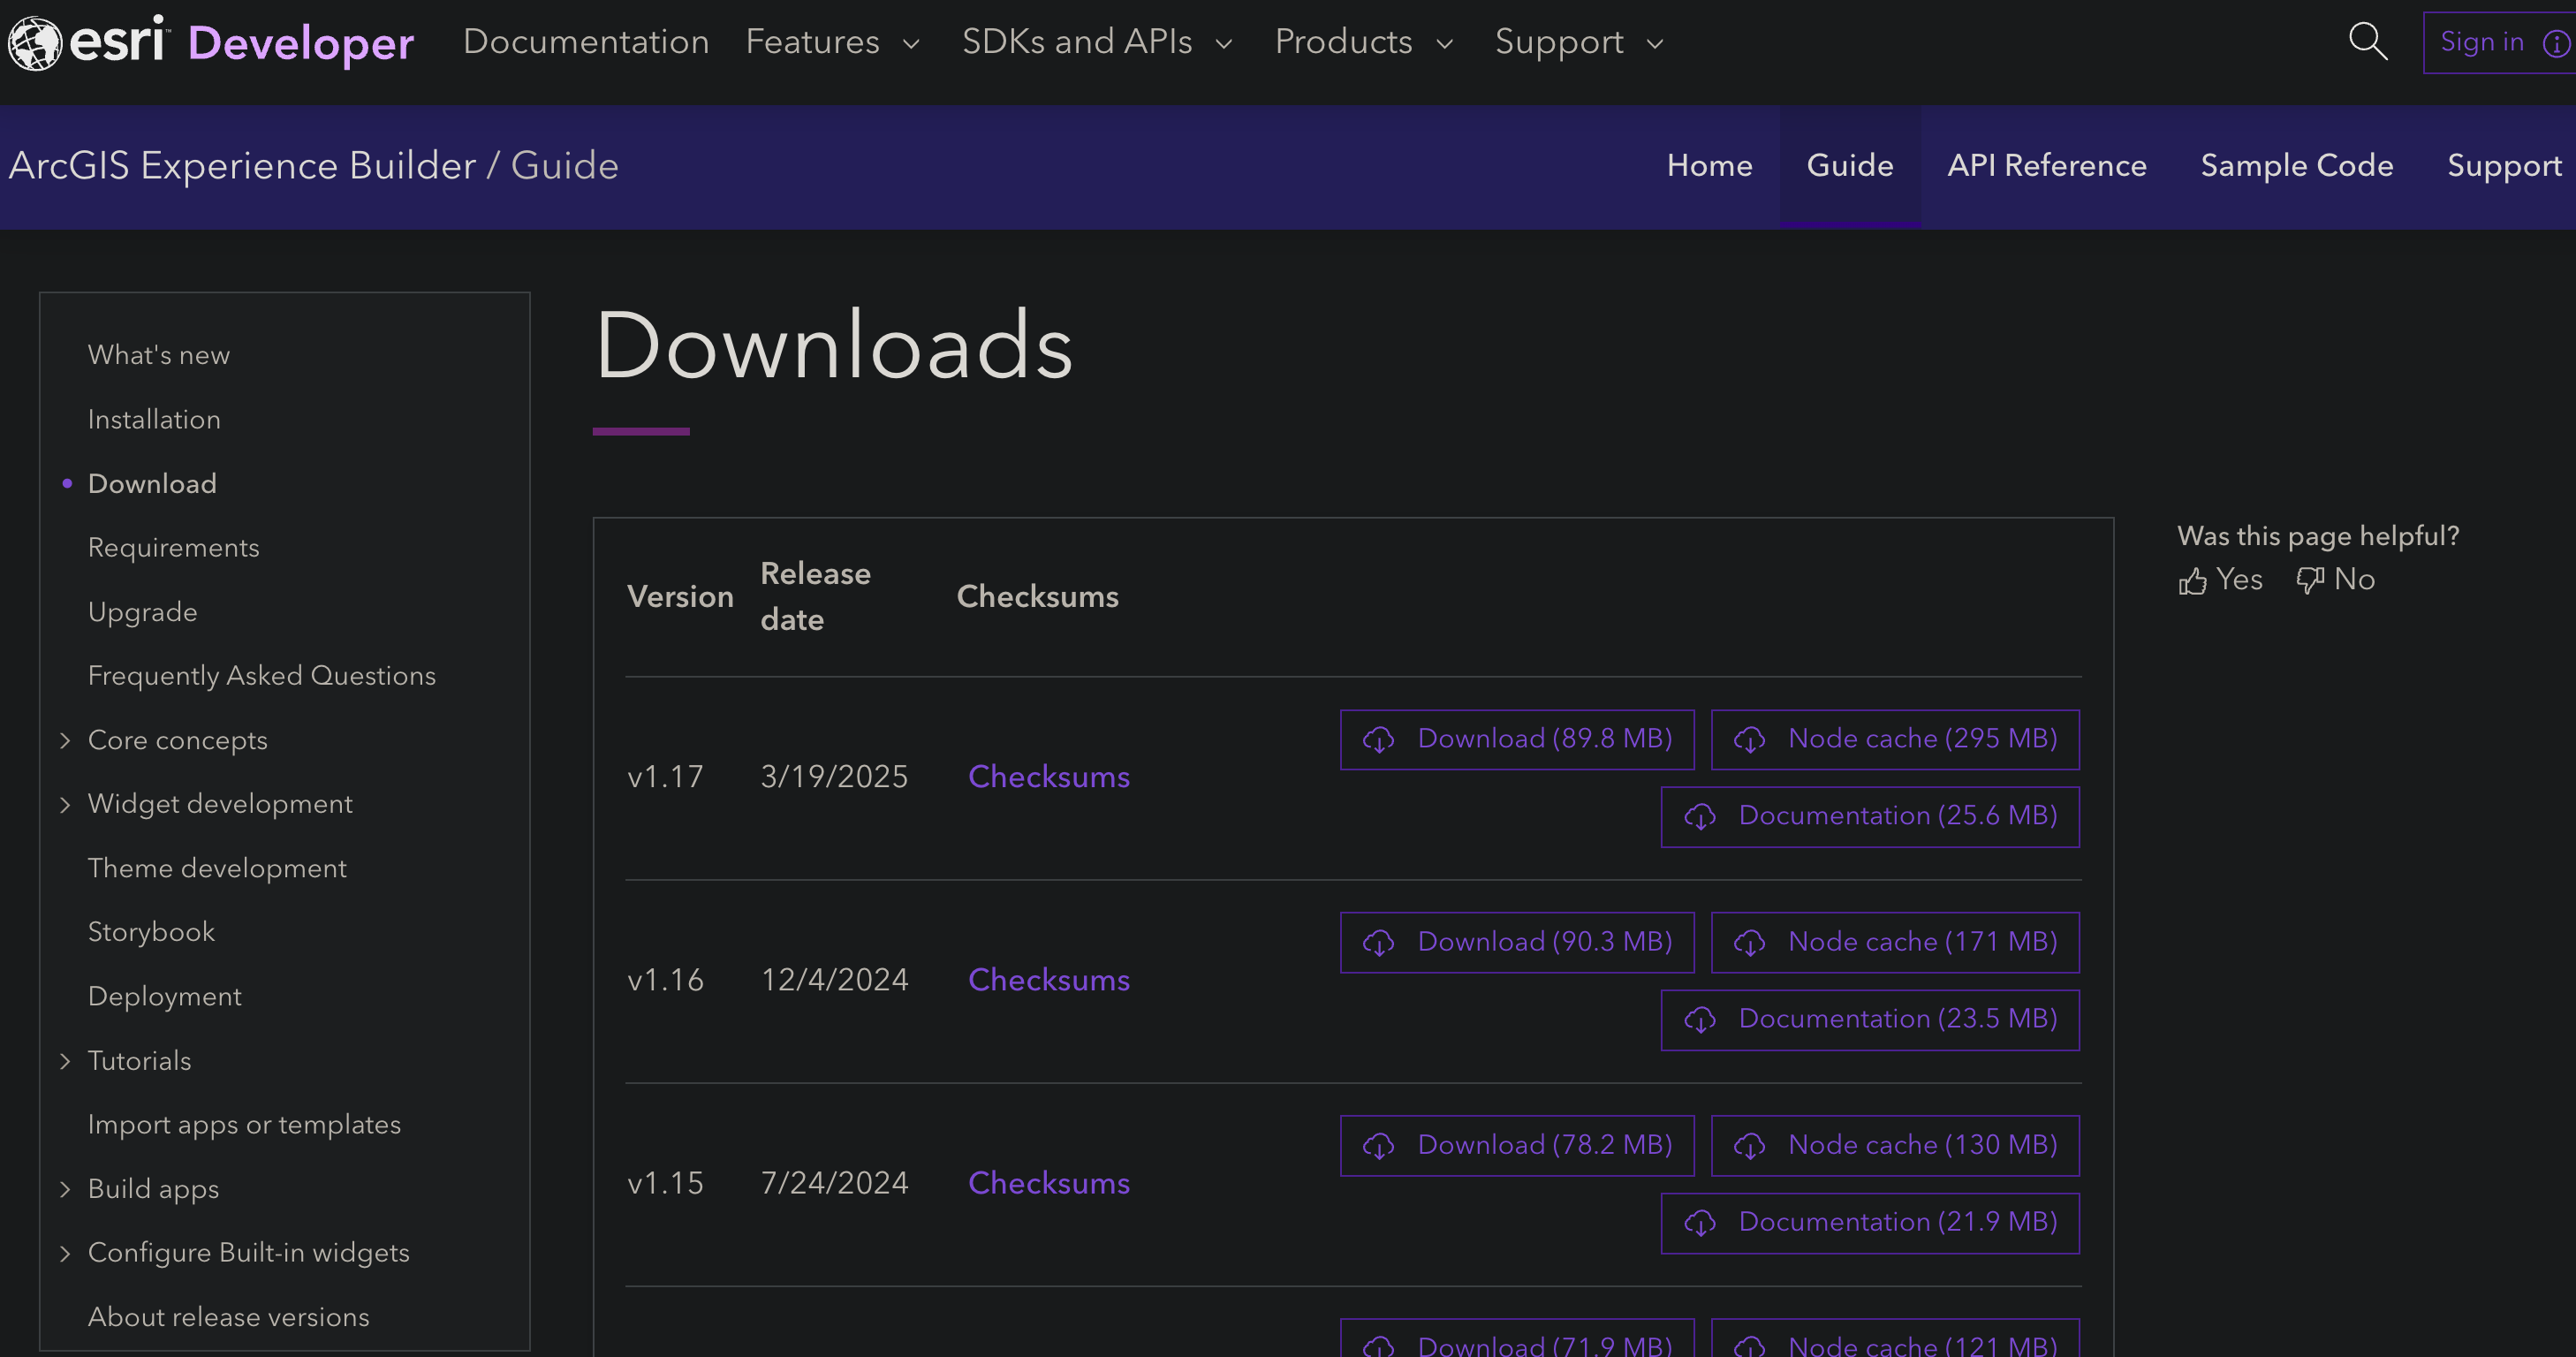 esri Developer Documentation Features SDKs and APIs Products Support Sign in
ArcGIS Experience Builder / Guide Home Guide API Reference Sample Code Support
What's new
Installation
Download
Requirements
Upgrade
Frequently Asked Questions
Core concepts
Widget development
Theme development
Storybook
Deployment
Tutorials
Import apps or templates
Build apps
Configure Built-in widgets
About release versions
Downloads
Version Release date Checksums
v1.17 3/19/2025 Checksums Download (89.8 MB) Node cache (295 MB)
Documentation (25.6 MB)
v1.16 12/4/2024 Checksums Download (90.3 MB) Node cache (171 MB)
Documentation (23.5 MB)
v1.15 7/24/2024 Checksums Download (78.2 MB) Node cache (130 MB)
Documentation (21.9 MB)
Download (71.9 MB) Node cache (121 MB)
Was this page helpful?
Yes No